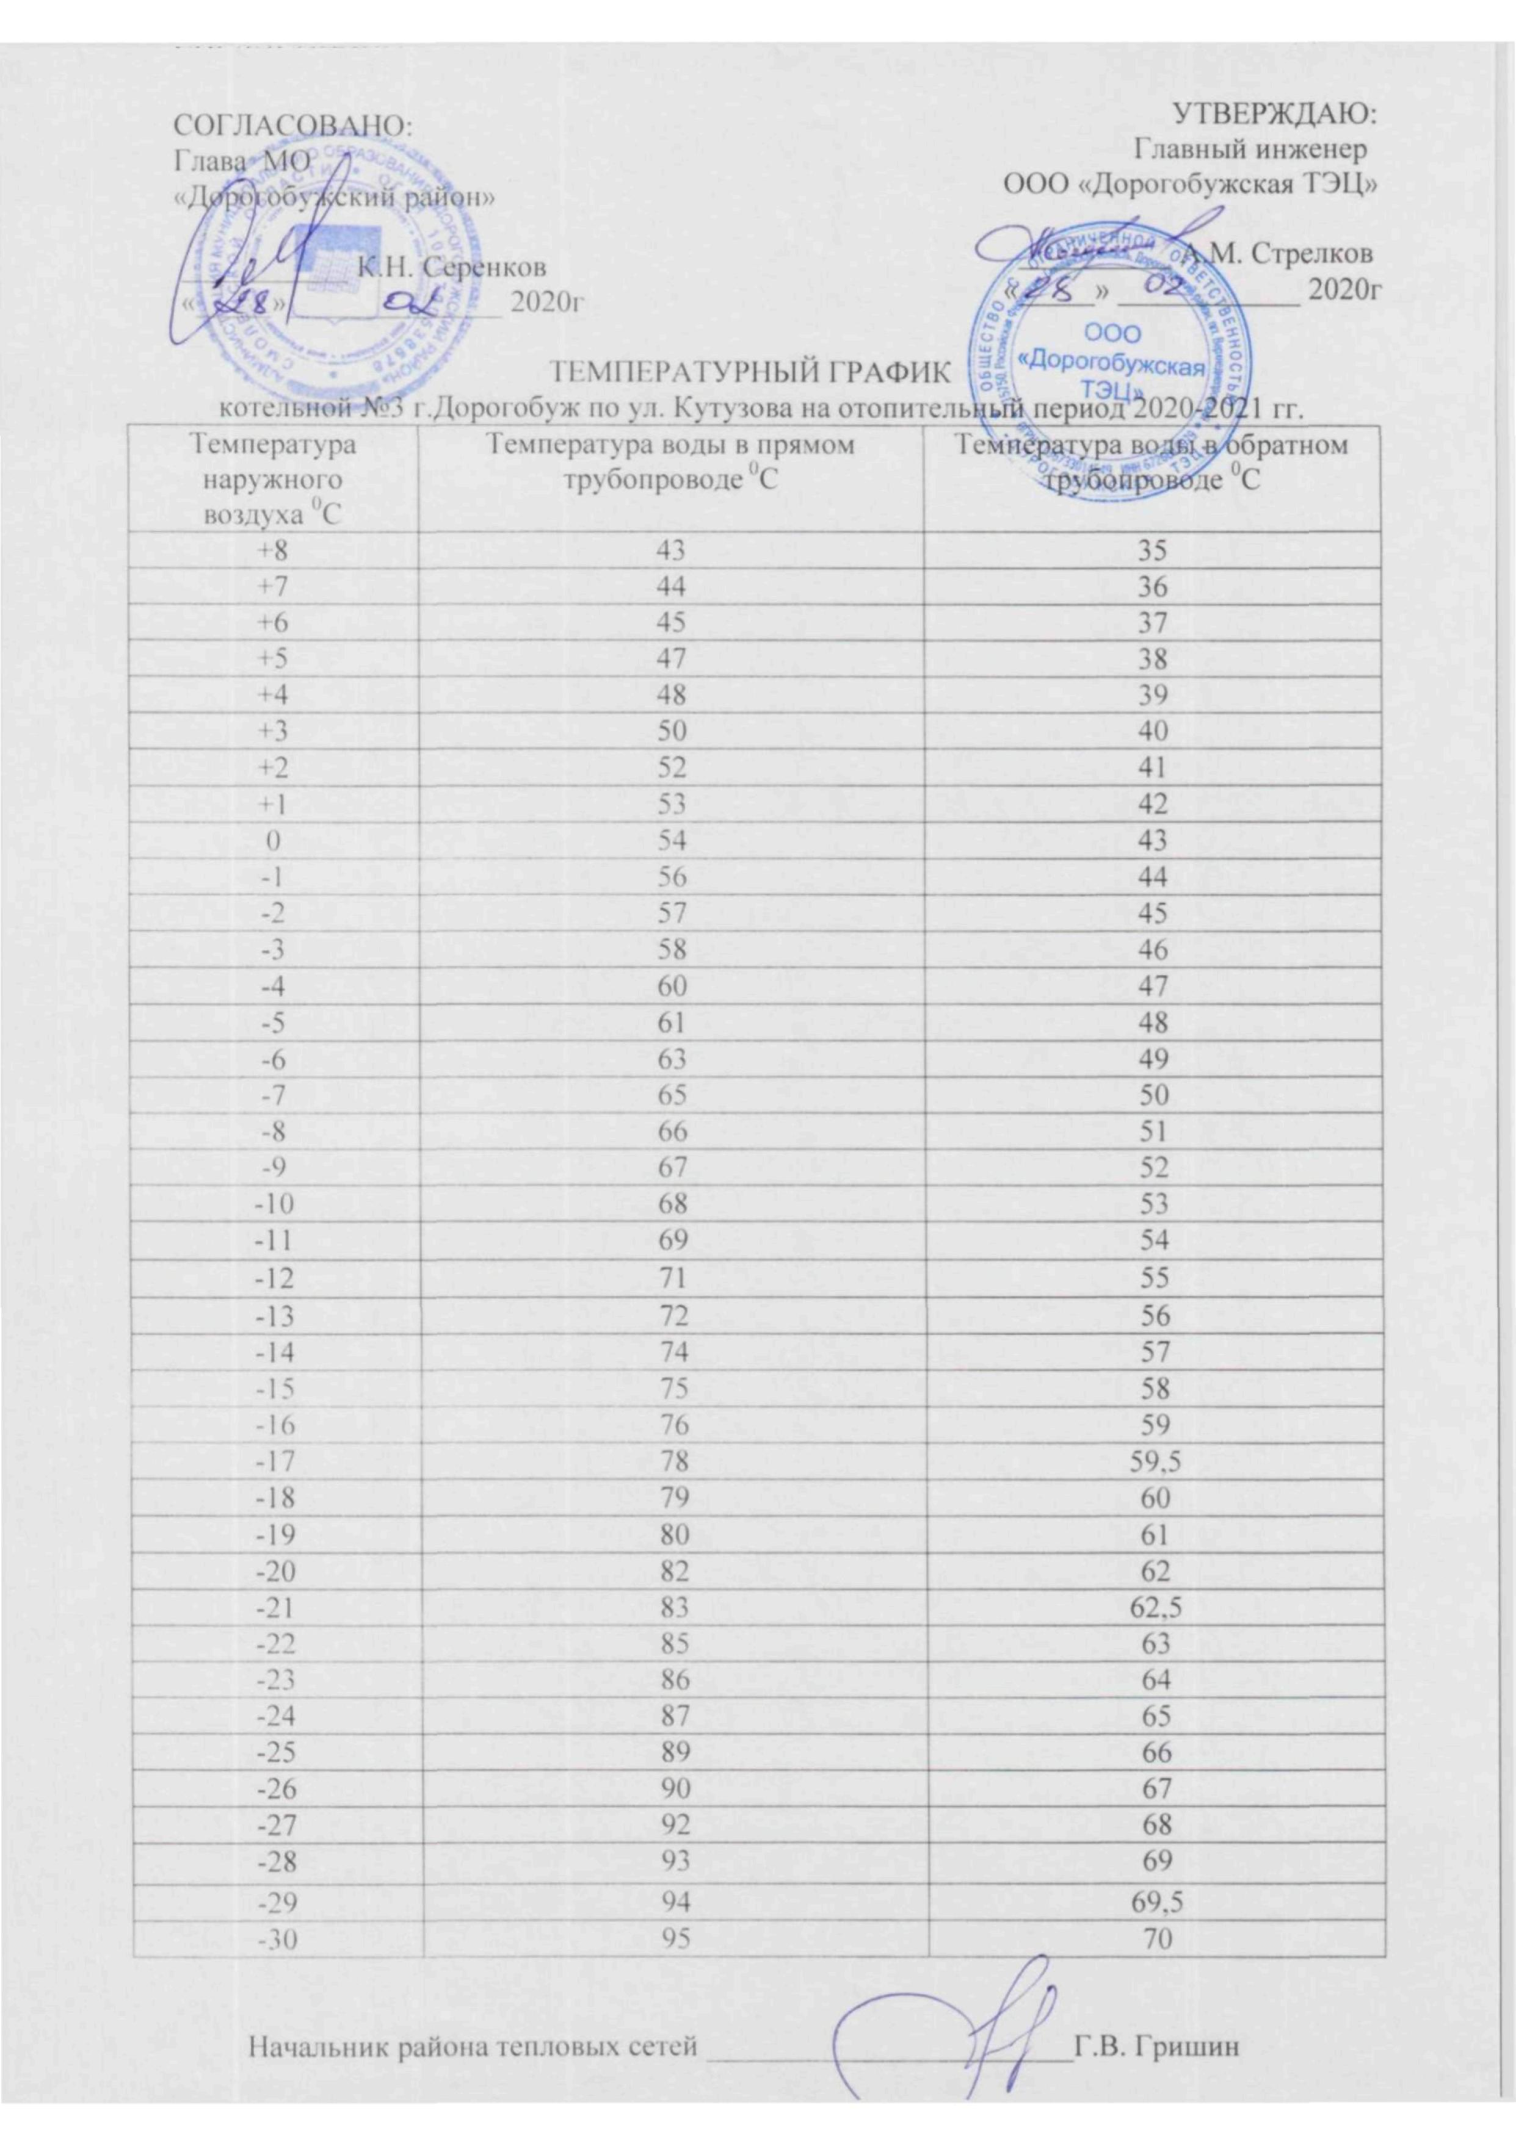 СОГЛАСОВАНО:
Глава МО
«Дорогобужский район»
К.Н. Серенков
«28» 02 2020г
УТВЕРЖДАЮ:
Главный инженер
ООО «Дорогобужская ТЭЦ»
А.М. Стрелков
«28» 02 2020г
ООО
«Дорогобужская
ТЭЦ»
ТЕМПЕРАТУРНЫЙ ГРАФИК
котельной №3 г.Дорогобуж по ул. Кутузова на отопительный период 2020-2021 гг.
Температура наружного воздуха ⁰С | Температура воды в прямом трубопроводе ⁰С | Температура воды в обратном трубопроводе ⁰С
+8 43 35
+7 44 36
+6 45 37
+5 47 38
+4 48 39
+3 50 40
+2 52 41
+1 53 42
0 54 43
-1 56 44
-2 57 45
-3 58 46
-4 60 47
-5 61 48
-6 63 49
-7 65 50
-8 66 51
-9 67 52
-10 68 53
-11 69 54
-12 71 55
-13 72 56
-14 74 57
-15 75 58
-16 76 59
-17 78 59,5
-18 79 60
-19 80 61
-20 82 62
-21 83 62,5
-22 85 63
-23 86 64
-24 87 65
-25 89 66
-26 90 67
-27 92 68
-28 93 69
-29 94 69,5
-30 95 70
Начальник района тепловых сетей Г.В. Гришин